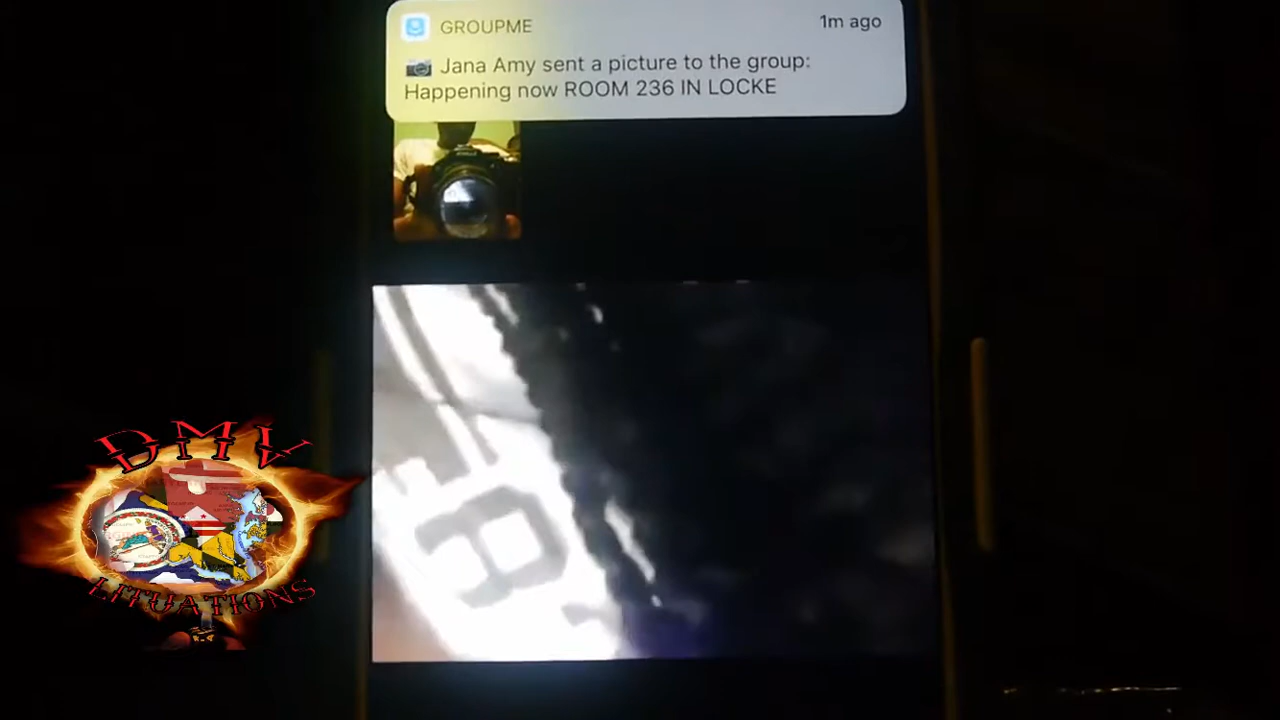 GROUPME
1m ago
Jana Amy sent a picture to the group:
Happening now ROOM 236 IN LOCKE
DMV
LITUATIONS